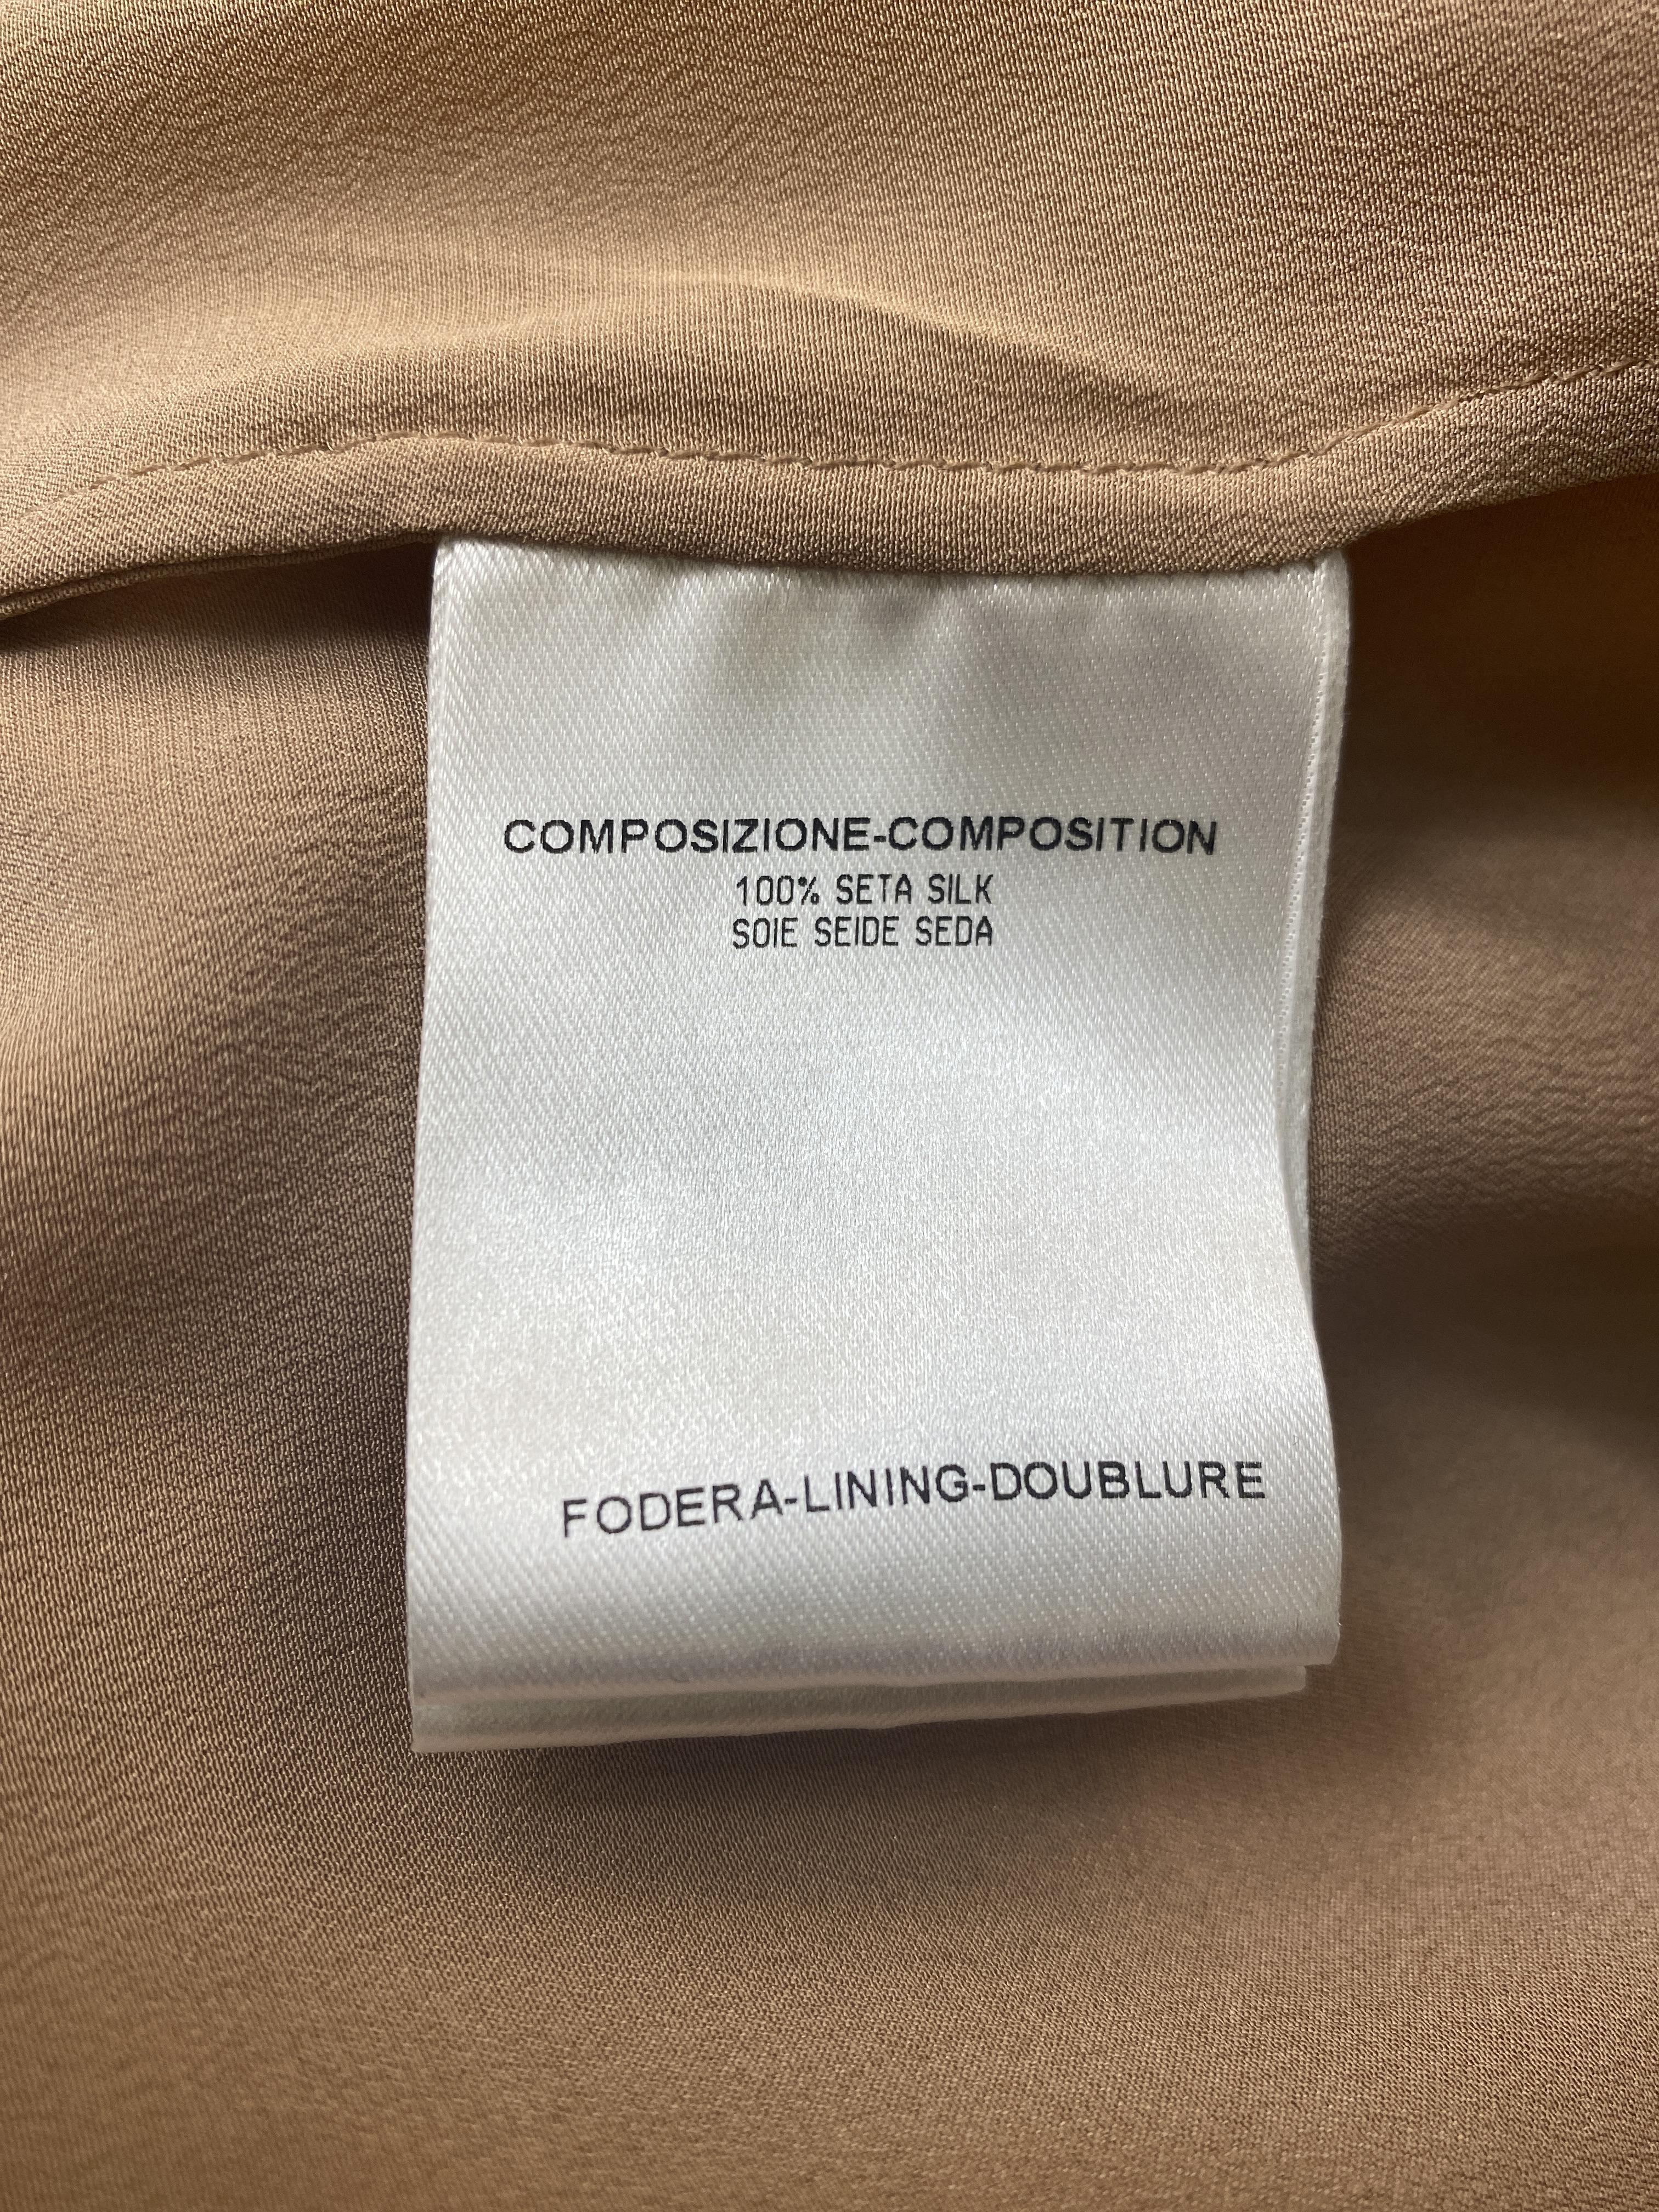 COMPOSIZIONE-COMPOSITION
100% SETA SILK
SOIE SEIDE SEDA
FODERA-LINING-DOUBLURE